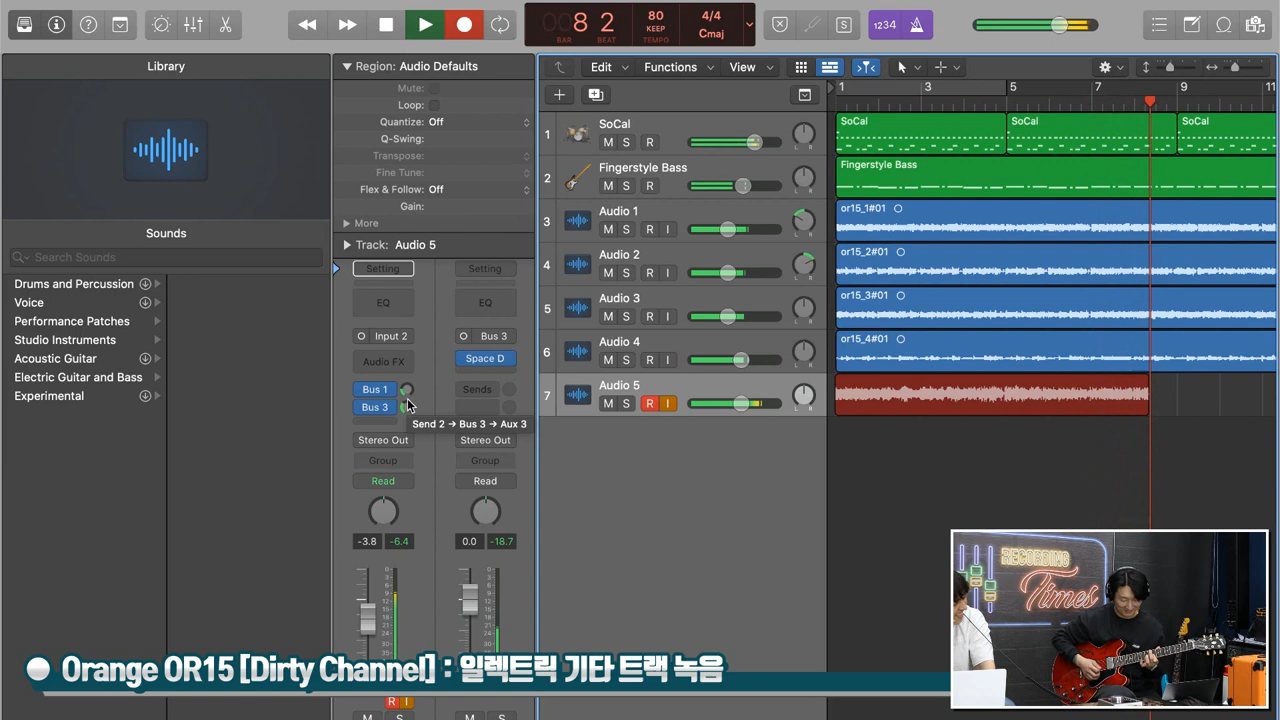 8 2
BAR BEAT
80
KEEP
TEMPO
4/4
Cmaj
1234
S
Library
Region: Audio Defaults
Mute:
Loop:
Quantize: Off
Q-Swing:
Transpose:
Fine Tune:
Flex & Follow: Off
Gain:
More
Track: Audio 5
Sounds
Search Sounds
Drums and Percussion
Voice
Performance Patches
Studio Instruments
Acoustic Guitar
Electric Guitar and Bass
Experimental
Setting Setting
EQ EQ
Input 2 Bus 3
Audio FX Space D
Bus 1 Sends
Bus 3
Send 2 → Bus 3 → Aux 3
Stereo Out Stereo Out
Group Group
Read Read
-3.8 -6.4 0.0 -18.7
Edit Functions View
1 3 5 7 9 11
1 SoCal
M S R
2 Fingerstyle Bass
M S R
3 Audio 1
M S R I
4 Audio 2
M S R I
5 Audio 3
M S R I
6 Audio 4
M S R I
7 Audio 5
M S R I
SoCal SoCal SoCal
Fingerstyle Bass
or15_1#01
or15_2#01
or15_3#01
or15_4#01
RECORDING
Times
Orange OR15 [Dirty Channel] : 일렉트릭 기타 트랙 녹음
R I
M S